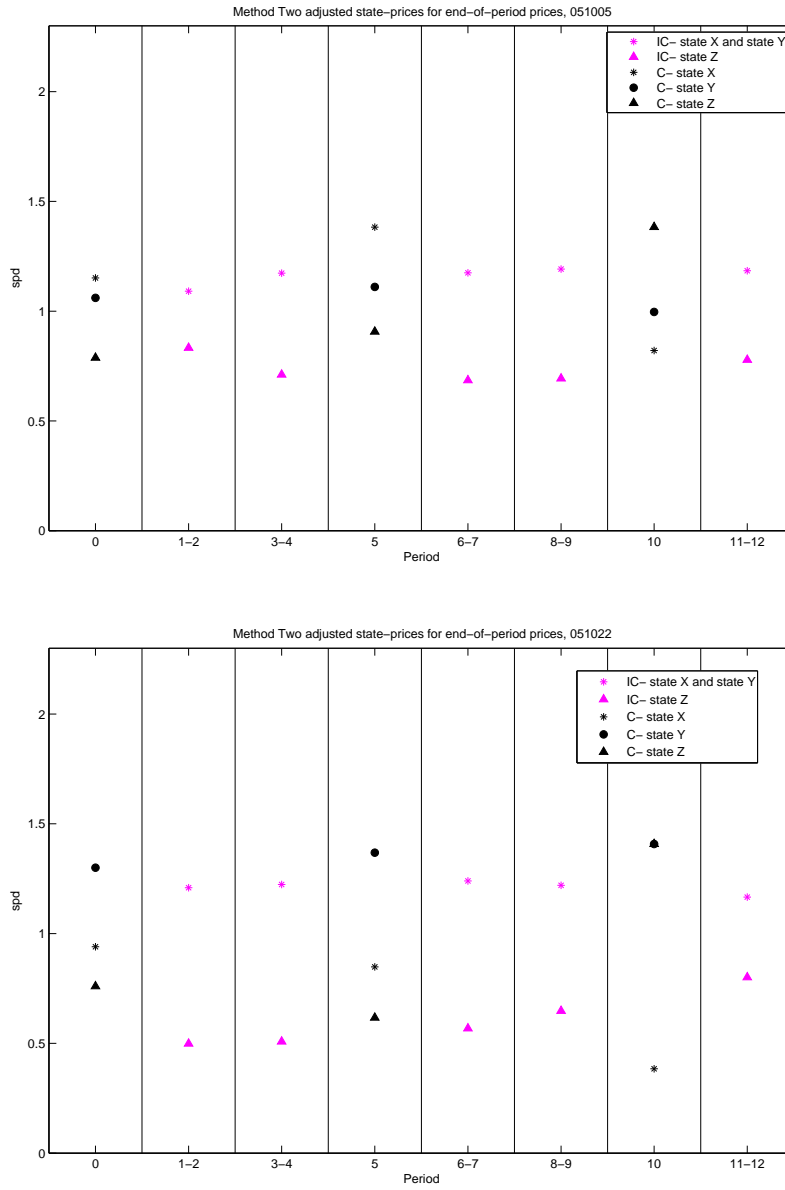 Method Two adjusted state−prices for end−of−period prices, 051005
IC− state X and state Y
IC− state Z
C− state X
C− state Y
C− state Z
2
1.5
1
0.5
0
spd
0 1−2 3−4 5 6−7 8−9 10 11−12
Period
Method Two adjusted state−prices for end−of−period prices, 051022
IC− state X and state Y
IC− state Z
C− state X
C− state Y
C− state Z
2
1.5
1
0.5
0
spd
0 1−2 3−4 5 6−7 8−9 10 11−12
Period